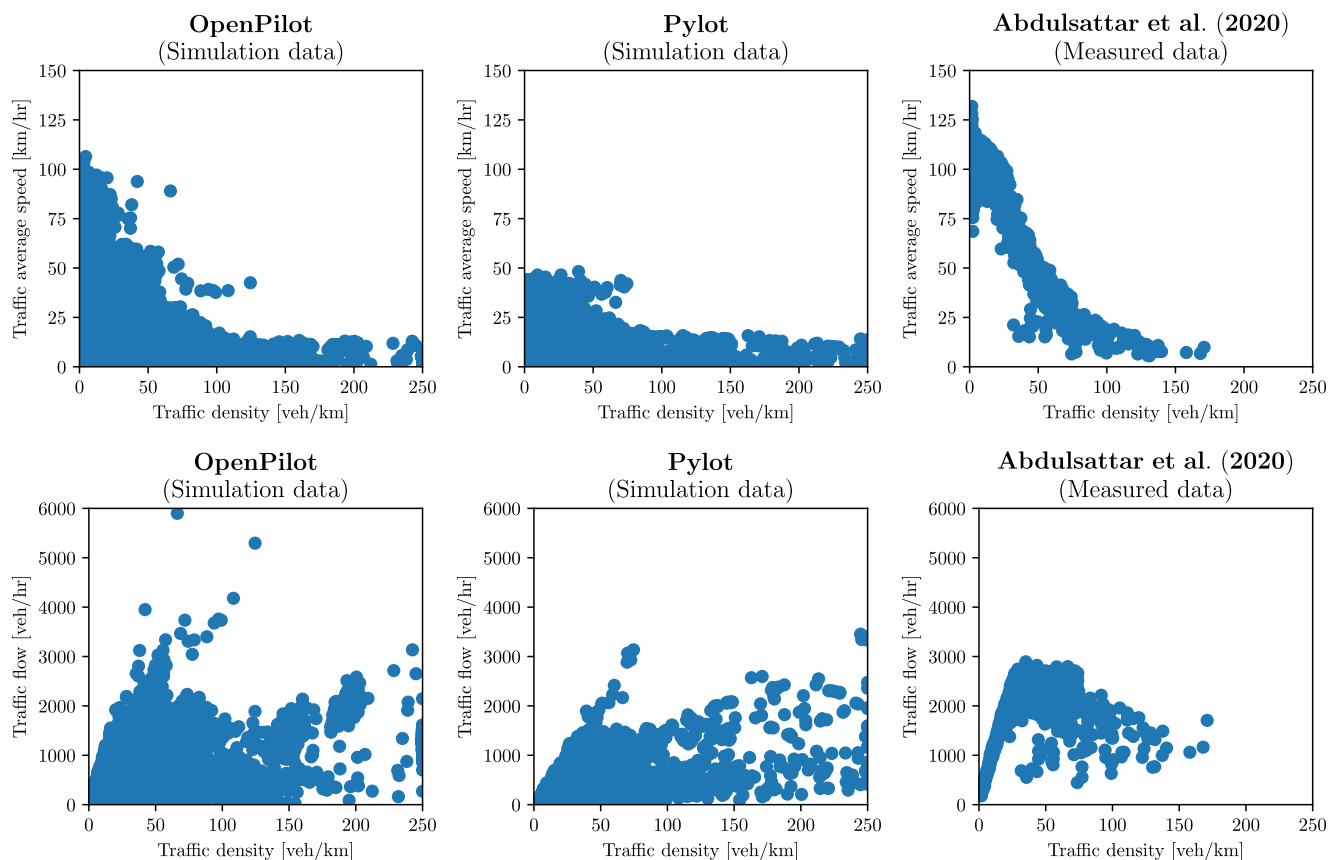 OpenPilot
(Simulation data)
Pylot
(Simulation data)
Abdulsattar et al. (2020)
(Measured data)
Traffic average speed [km/hr]
150
125
100
75
50
25
0
0 50 100 150 200 250
Traffic density [veh/km]
Traffic average speed [km/hr]
150
125
100
75
50
25
0
0 50 100 150 200 250
Traffic density [veh/km]
Traffic average speed [km/hr]
150
125
100
75
50
25
0
0 50 100 150 200 250
Traffic density [veh/km]
OpenPilot
(Simulation data)
Pylot
(Simulation data)
Abdulsattar et al. (2020)
(Measured data)
Traffic flow [veh/hr]
6000
5000
4000
3000
2000
1000
0
0 50 100 150 200 250
Traffic density [veh/km]
Traffic flow [veh/hr]
6000
5000
4000
3000
2000
1000
0
0 50 100 150 200 250
Traffic density [veh/km]
Traffic flow [veh/hr]
6000
5000
4000
3000
2000
1000
0
0 50 100 150 200 250
Traffic density [veh/km]